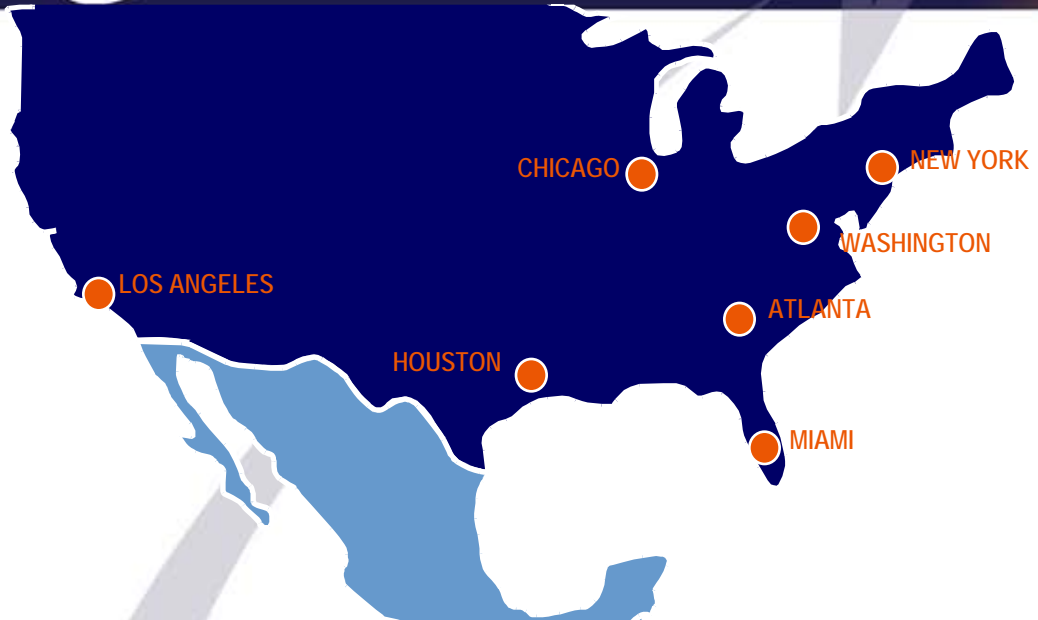 CHICAGO
NEW YORK
WASHINGTON
LOS ANGELES
ATLANTA
HOUSTON
MIAMI